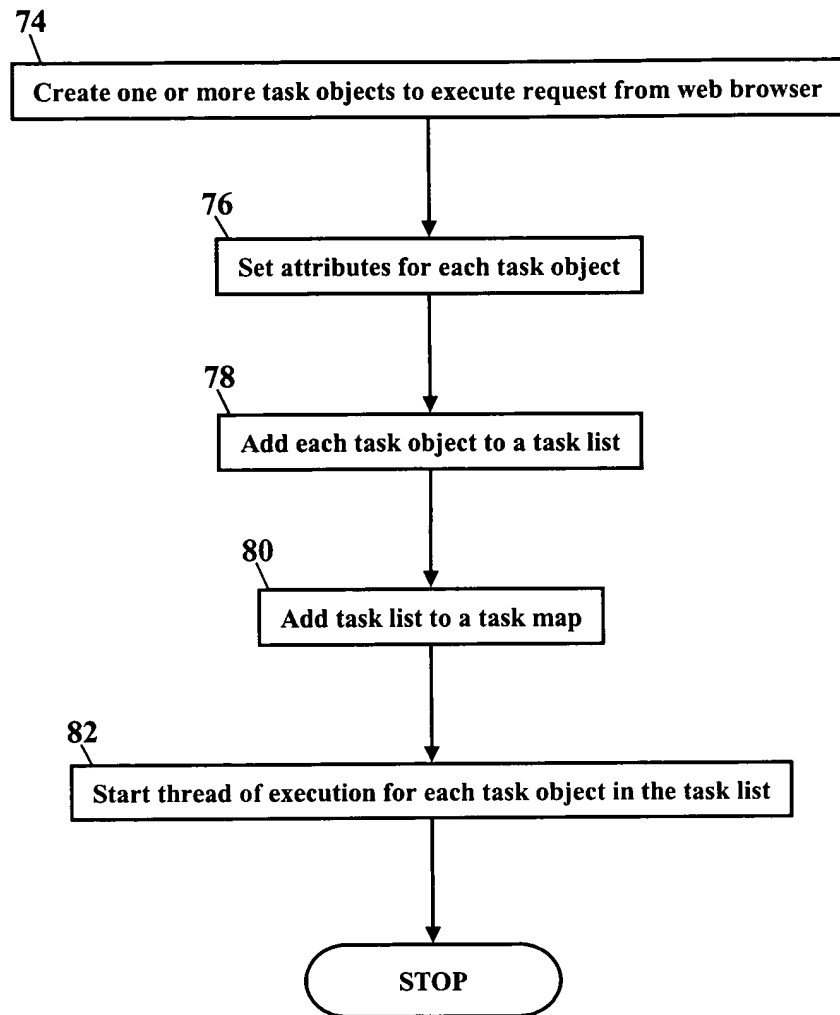 74
Create one or more task objects to execute request from web browser
76
Set attributes for each task object
78
Add each task object to a task list
80
Add task list to a task map
82
Start thread of execution for each task object in the task list
STOP